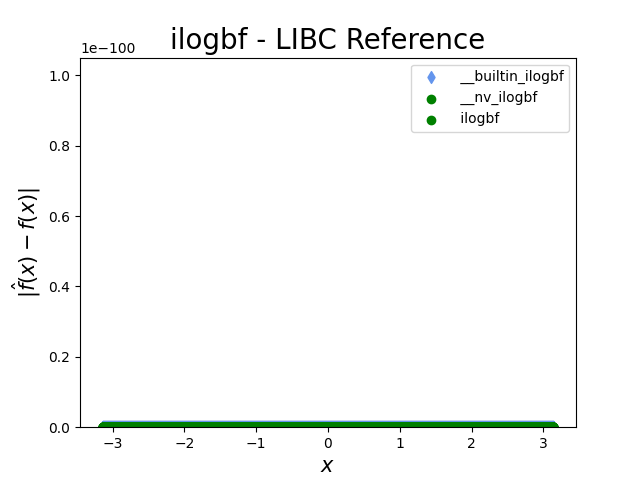 ilogbf - LIBC Reference
1e−100
1.0
0.8
0.6
0.4
0.2
0.0
|f̂(x) − f(x)|
__builtin_ilogbf
__nv_ilogbf
ilogbf
−3 −2 −1 0 1 2 3
x